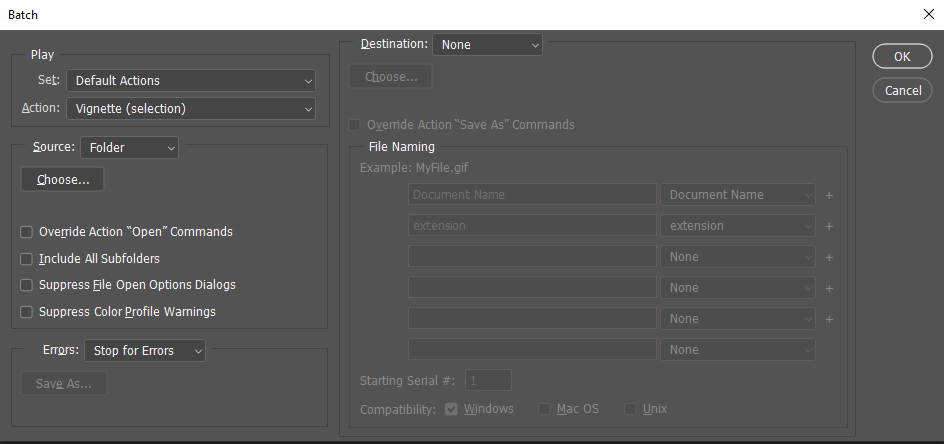 Batch
Play
Set: Default Actions
Action: Vignette (selection)
Source: Folder
Choose...
Override Action “Open” Commands
Include All Subfolders
Suppress File Open Options Dialogs
Suppress Color Profile Warnings
Errors: Stop for Errors
Save As...
Destination: None
Choose...
Override Action “Save As” Commands
File Naming
Example: MyFile.gif
Document Name Document Name +
extension extension +
None +
None +
None +
None
Starting Serial #: 1
Compatibility: Windows Mac OS Unix
OK
Cancel